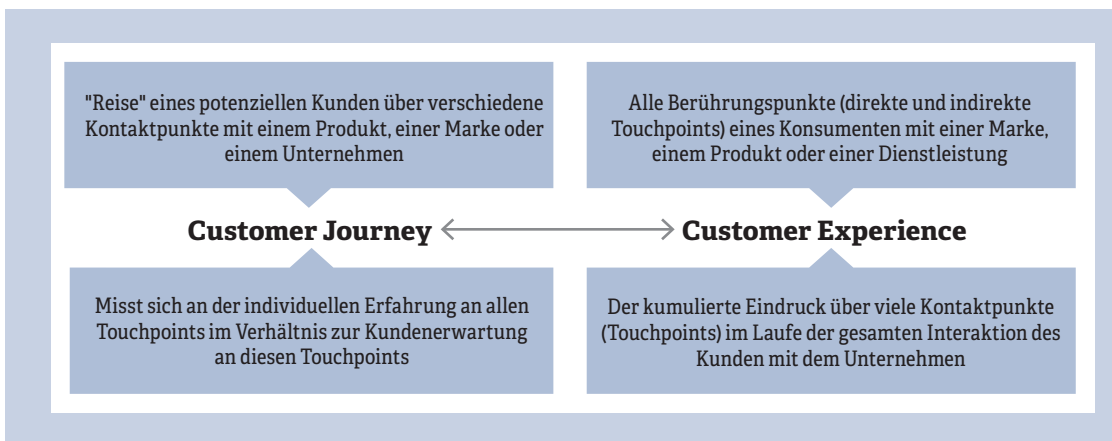 "Reise" eines potenziellen Kunden über verschiedene
Kontaktpunkte mit einem Produkt, einer Marke oder
einem Unternehmen
Alle Berührungspunkte (direkte und indirekte
Touchpoints) eines Konsumenten mit einer Marke,
einem Produkt oder einer Dienstleistung
Customer Journey
Customer Experience
Misst sich an der individuellen Erfahrung an allen
Touchpoints im Verhältnis zur Kundenerwartung
an diesen Touchpoints
Der kumulierte Eindruck über viele Kontaktpunkte
(Touchpoints) im Laufe der gesamten Interaktion des
Kunden mit dem Unternehmen